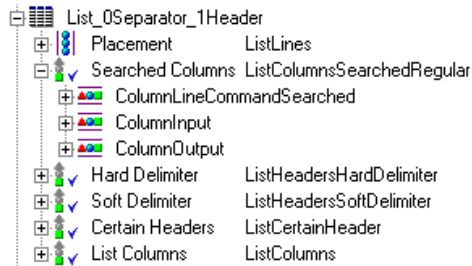 List_0Separator_1Header
Placement ListLines
Searched Columns ListColumnsSearchedRegular
ColumnLineCommandSearched
ColumnInput
ColumnOutput
Hard Delimiter ListHeadersHardDelimiter
Soft Delimiter ListHeadersSoftDelimiter
Certain Headers ListCertainHeader
List Columns ListColumns